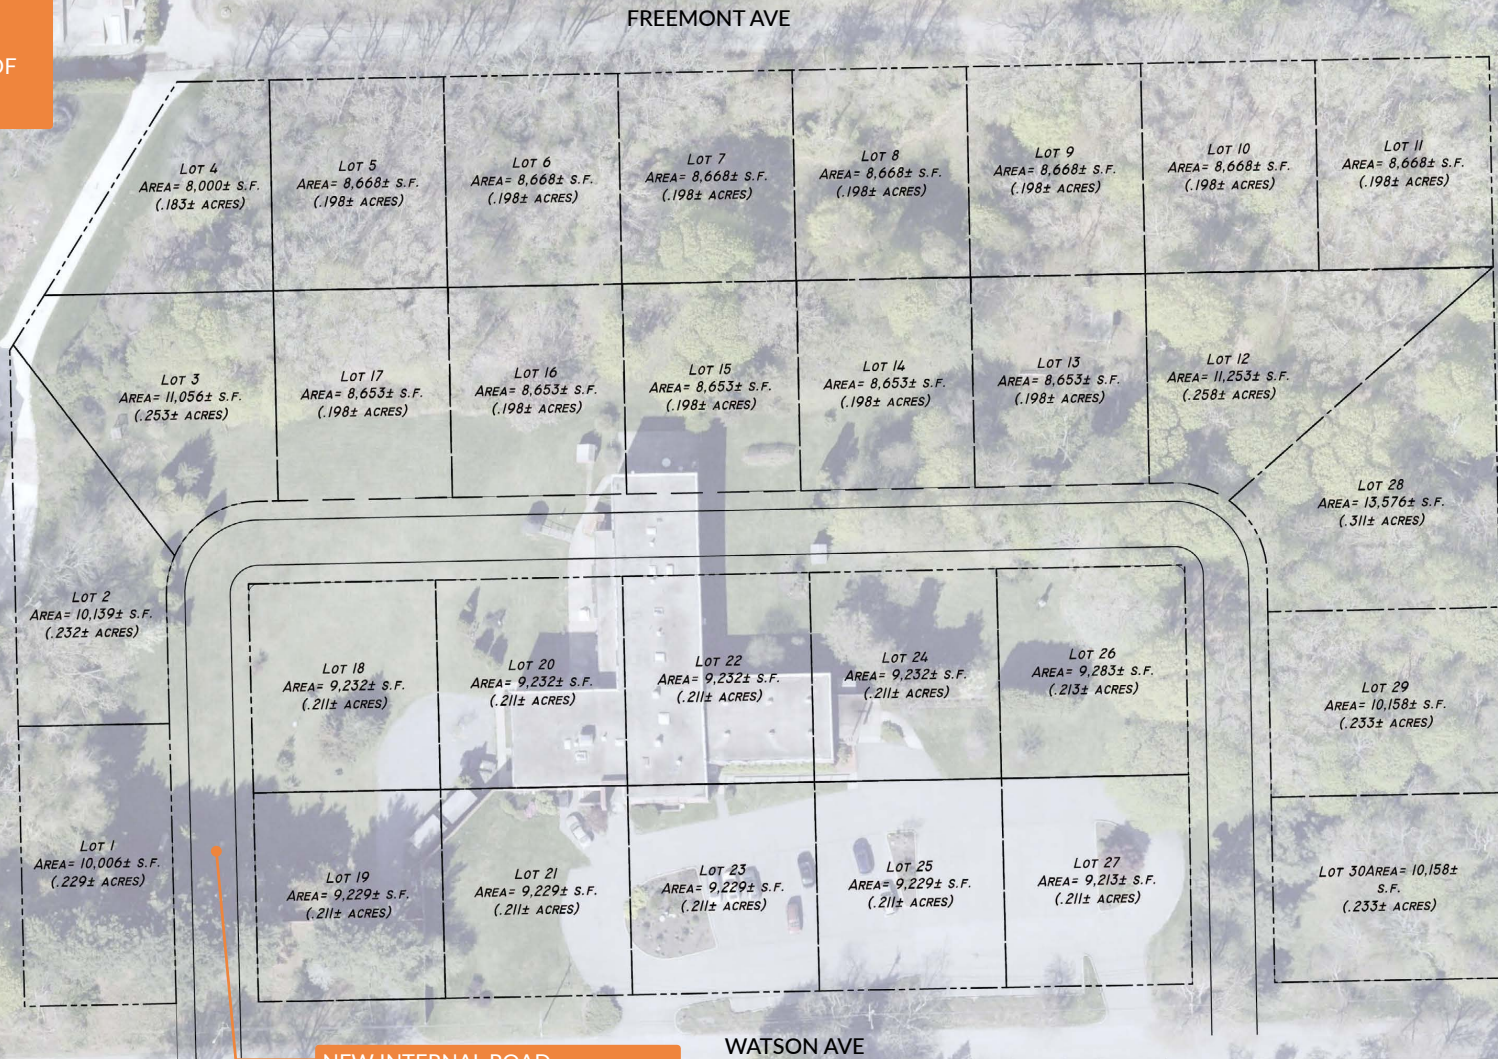 FREEMONT AVE
OF
LOT 4
AREA= 8,000± S.F.
(.183± ACRES)
LOT 5
AREA= 8,668± S.F.
(.198± ACRES)
LOT 6
AREA= 8,668± S.F.
(.198± ACRES)
LOT 7
AREA= 8,668± S.F.
(.198± ACRES)
LOT 8
AREA= 8,668± S.F.
(.198± ACRES)
LOT 9
AREA= 8,668± S.F.
(.198± ACRES)
LOT 10
AREA= 8,668± S.F.
(.198± ACRES)
LOT 11
AREA= 8,668± S.F.
(.198± ACRES)
LOT 3
AREA= 11,056± S.F.
(.253± ACRES)
LOT 17
AREA= 8,653± S.F.
(.198± ACRES)
LOT 16
AREA= 8,653± S.F.
(.198± ACRES)
LOT 15
AREA= 8,653± S.F.
(.198± ACRES)
LOT 14
AREA= 8,653± S.F.
(.198± ACRES)
LOT 13
AREA= 8,653± S.F.
(.198± ACRES)
LOT 12
AREA= 11,253± S.F.
(.258± ACRES)
LOT 28
AREA= 13,576± S.F.
(.311± ACRES)
LOT 2
AREA= 10,139± S.F.
(.232± ACRES)
LOT 18
AREA= 9,232± S.F.
(.211± ACRES)
LOT 20
AREA= 9,232± S.F.
(.211± ACRES)
LOT 22
AREA= 9,232± S.F.
(.211± ACRES)
LOT 24
AREA= 9,232± S.F.
(.211± ACRES)
LOT 26
AREA= 9,283± S.F.
(.213± ACRES)
LOT 29
AREA= 10,158± S.F.
(.233± ACRES)
LOT 1
AREA= 10,006± S.F.
(.229± ACRES)
LOT 19
AREA= 9,229± S.F.
(.211± ACRES)
LOT 21
AREA= 9,229± S.F.
(.211± ACRES)
LOT 23
AREA= 9,229± S.F.
(.211± ACRES)
LOT 25
AREA= 9,229± S.F.
(.211± ACRES)
LOT 27
AREA= 9,213± S.F.
(.211± ACRES)
LOT 30AREA= 10,158±
S.F.
(.233± ACRES)
WATSON AVE
NEW INTERNAL ROAD